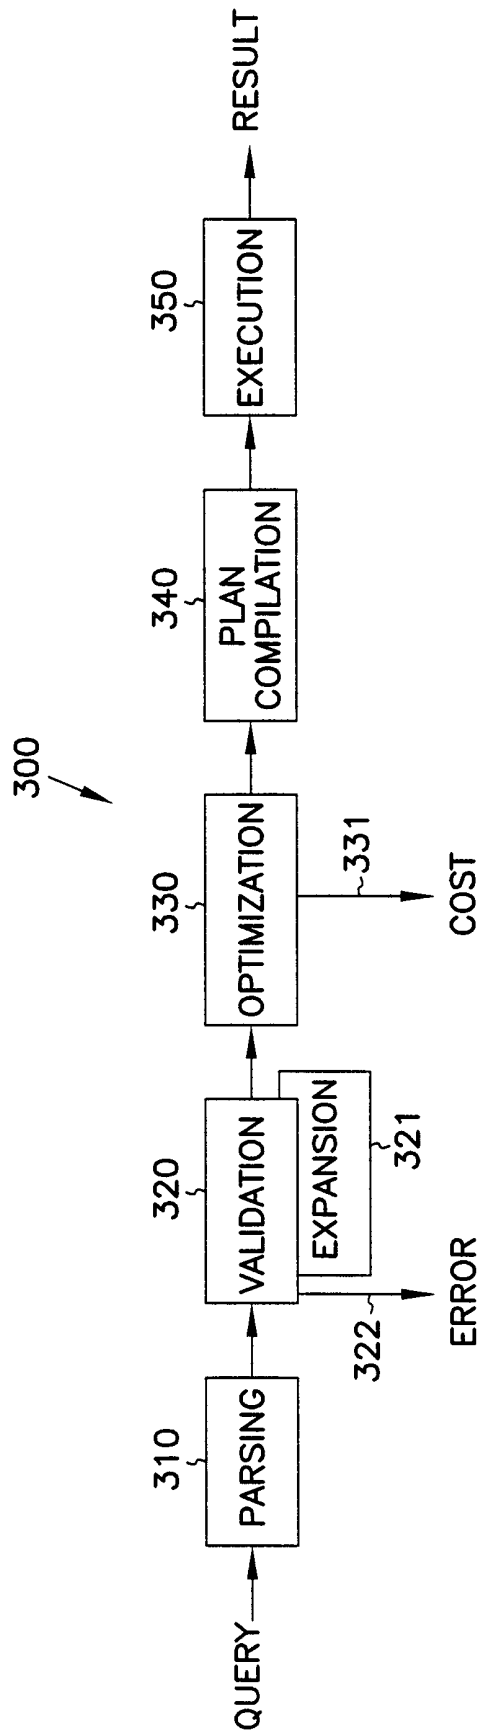 300
QUERY
310
PARSING
320
VALIDATION
EXPANSION
321
322
ERROR
330
OPTIMIZATION
331
COST
340
PLAN
COMPILATION
350
EXECUTION
RESULT